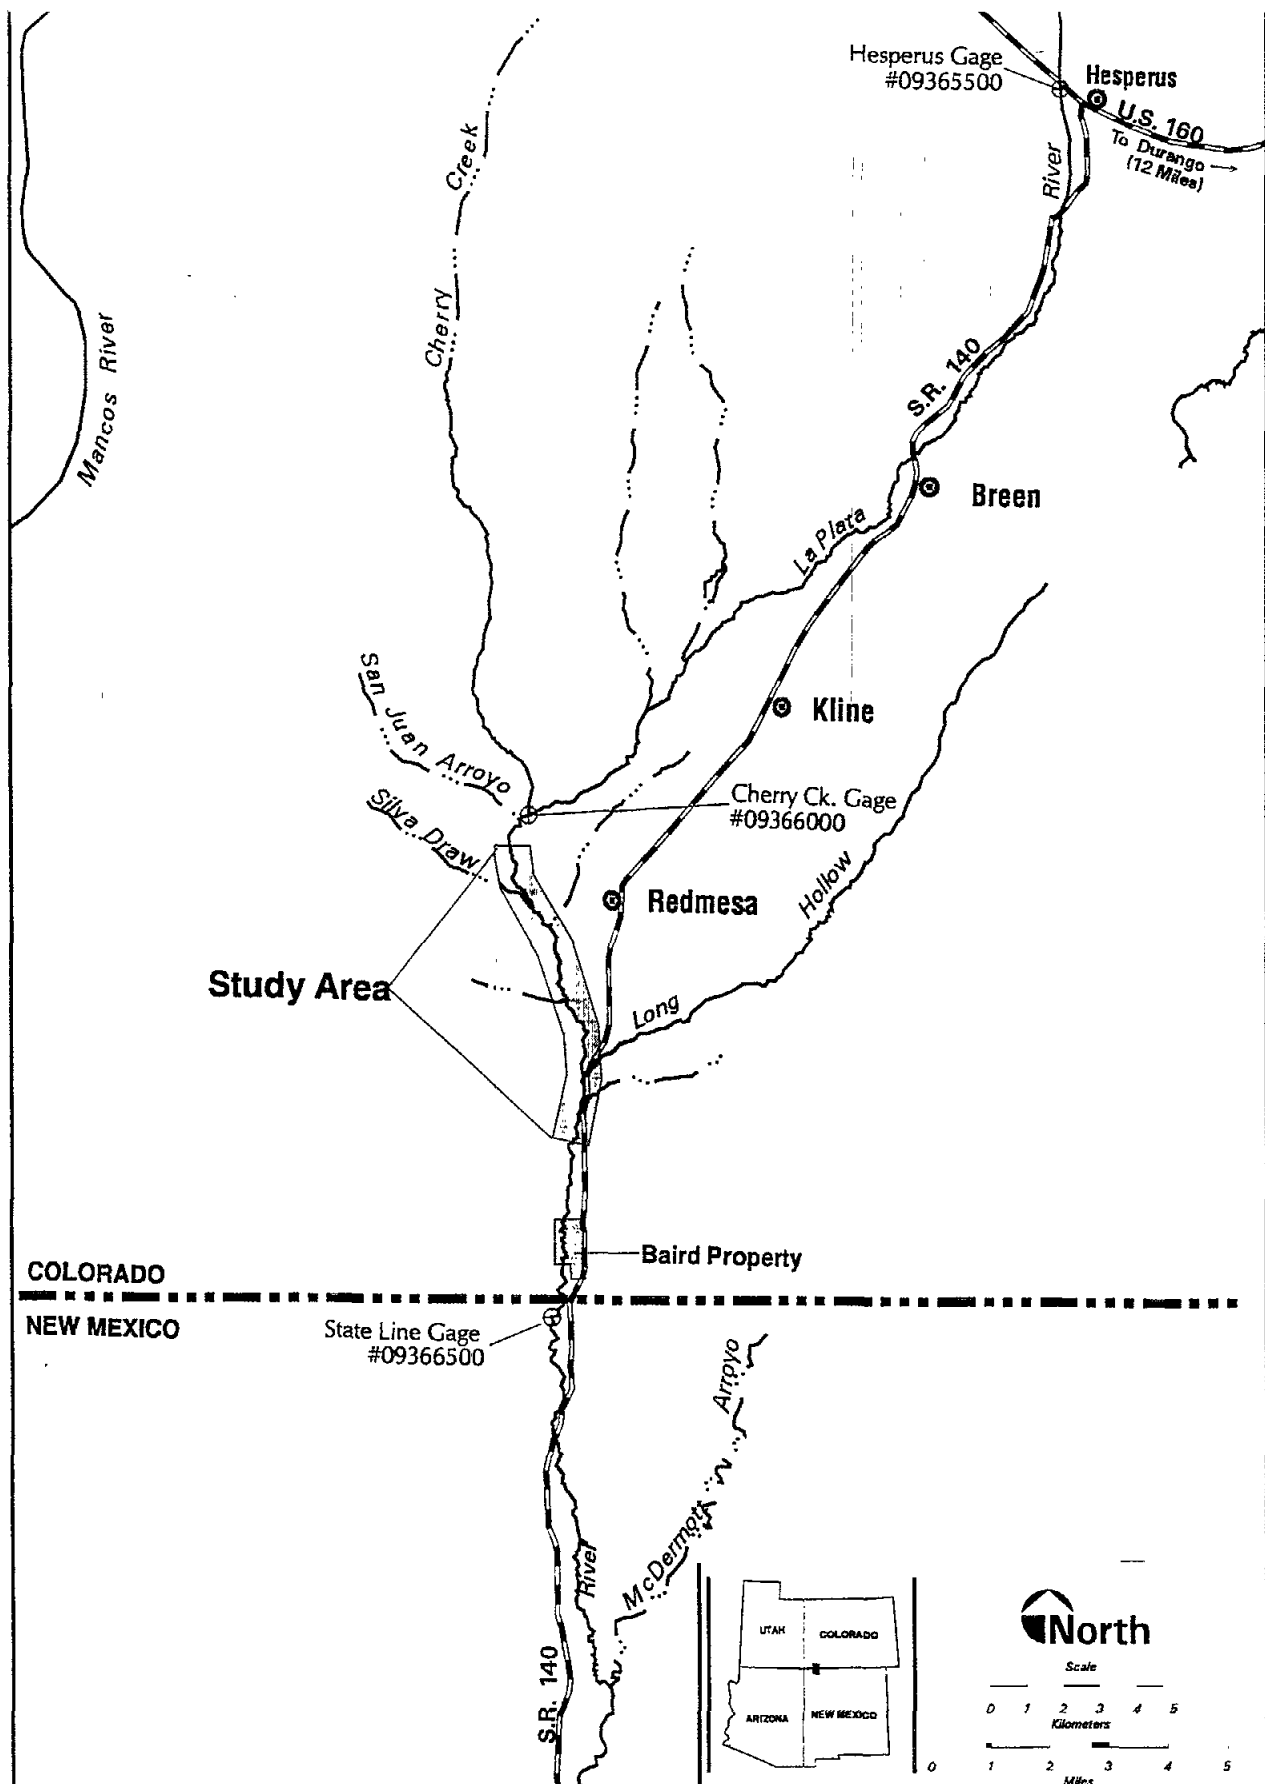 Hesperus Gage
#09365500
Hesperus
U.S. 160
To Durango
(12 Miles)
River
Creek
Cherry
Mancos River
S.R. 140
Breen
La Plata
San Juan Arroyo
Kline
Cherry Ck. Gage
#09366000
Silva Draw
Hollow
Redmesa
Study Area
Long
Baird Property
COLORADO
NEW MEXICO
State Line Gage
#09366500
Arroyo
McDermott
River
S.R. 140
UTAH
COLORADO
ARIZONA
NEW MEXICO
North
Scale
0 1 2 3 4 5
Kilometers
0 1 2 3 4 5
Miles